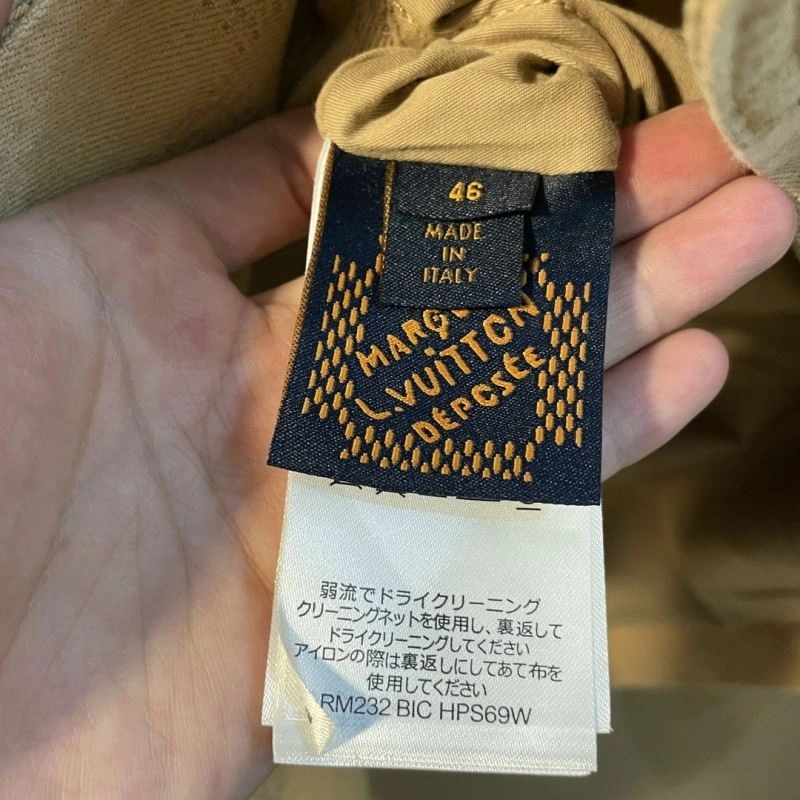 46
MADE
IN
ITALY
L.VUITTON
DÉPOSÉE
弱流でドライクリーニング
クリーニングネットを使用し、裏返して
ドライクリーニングしてください
アイロンの際は裏返しにしてあて布を
使用してください
RM232 BIC HPS69W